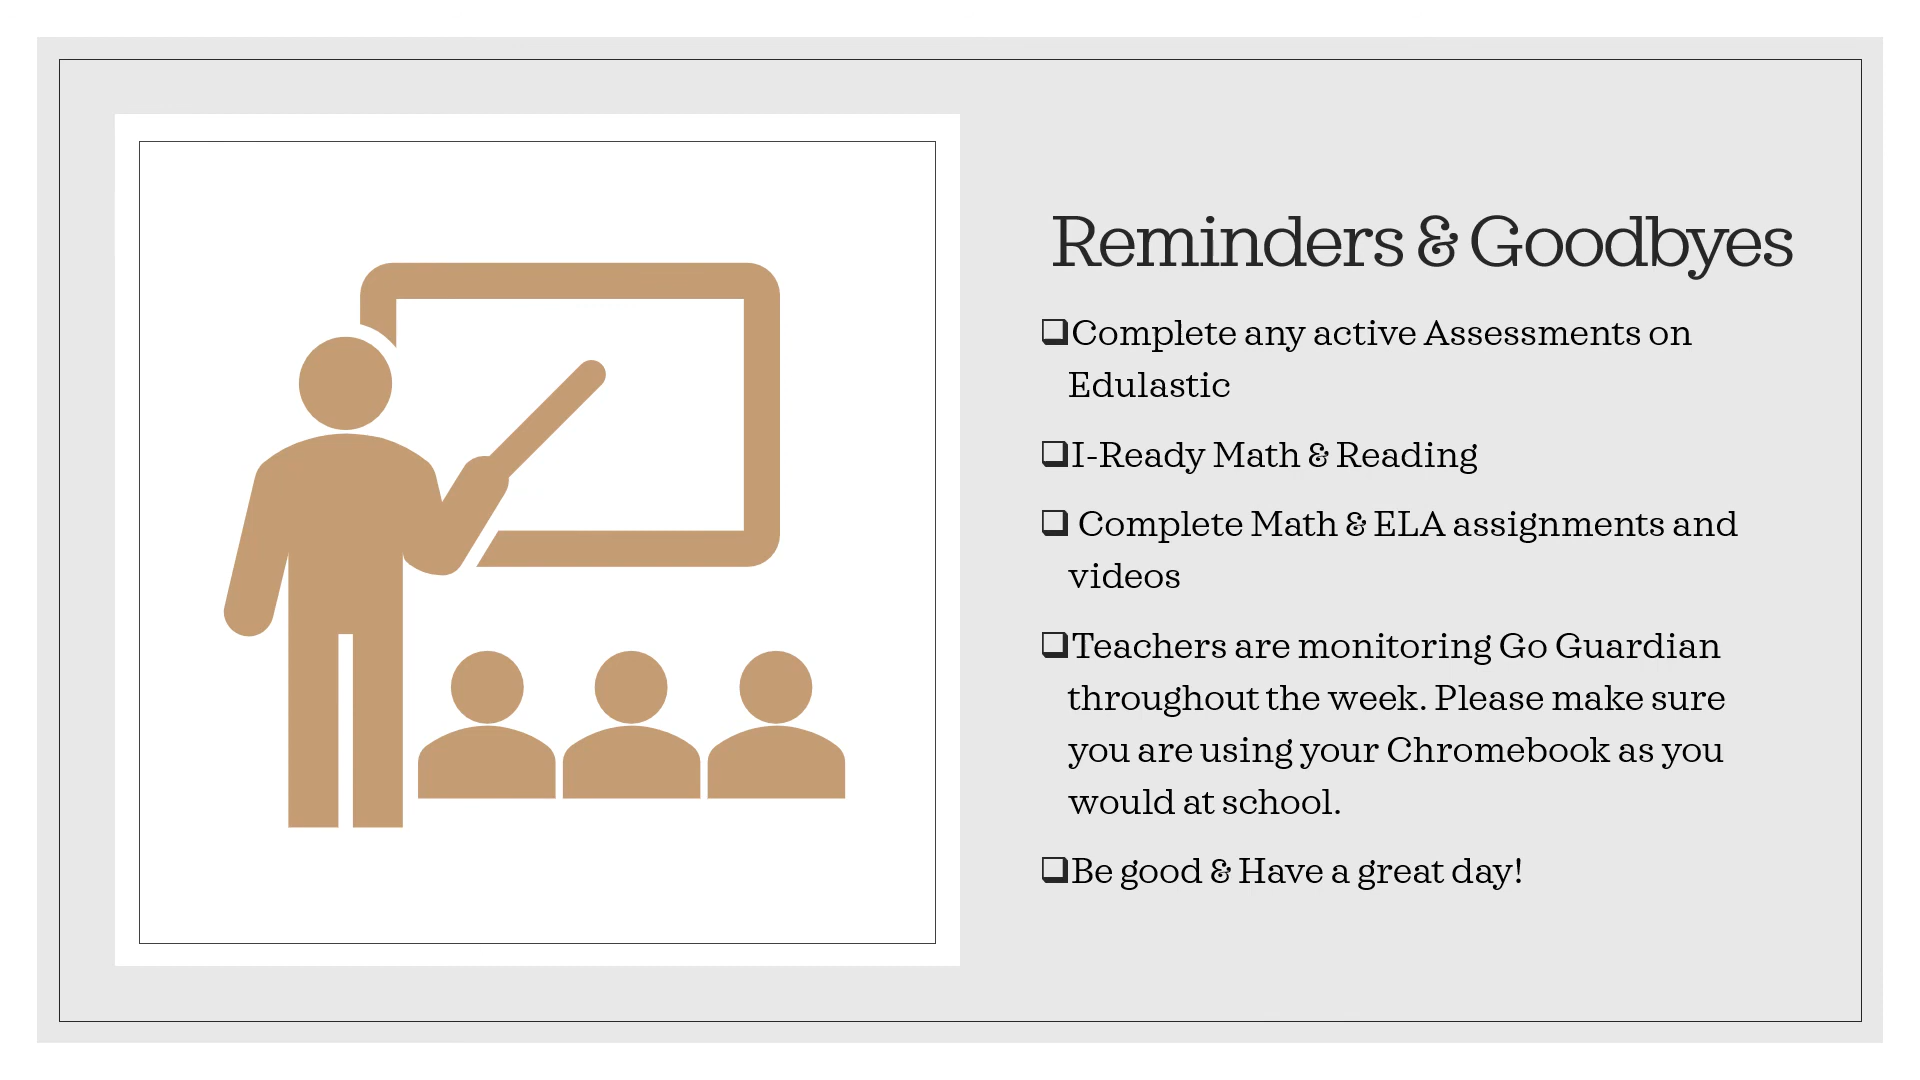 Reminders & Goodbyes
❑Complete any active Assessments on
Edulastic
❑I-Ready Math & Reading
❑ Complete Math & ELA assignments and
videos
❑Teachers are monitoring Go Guardian
throughout the week. Please make sure
you are using your Chromebook as you
would at school.
❑Be good & Have a great day!